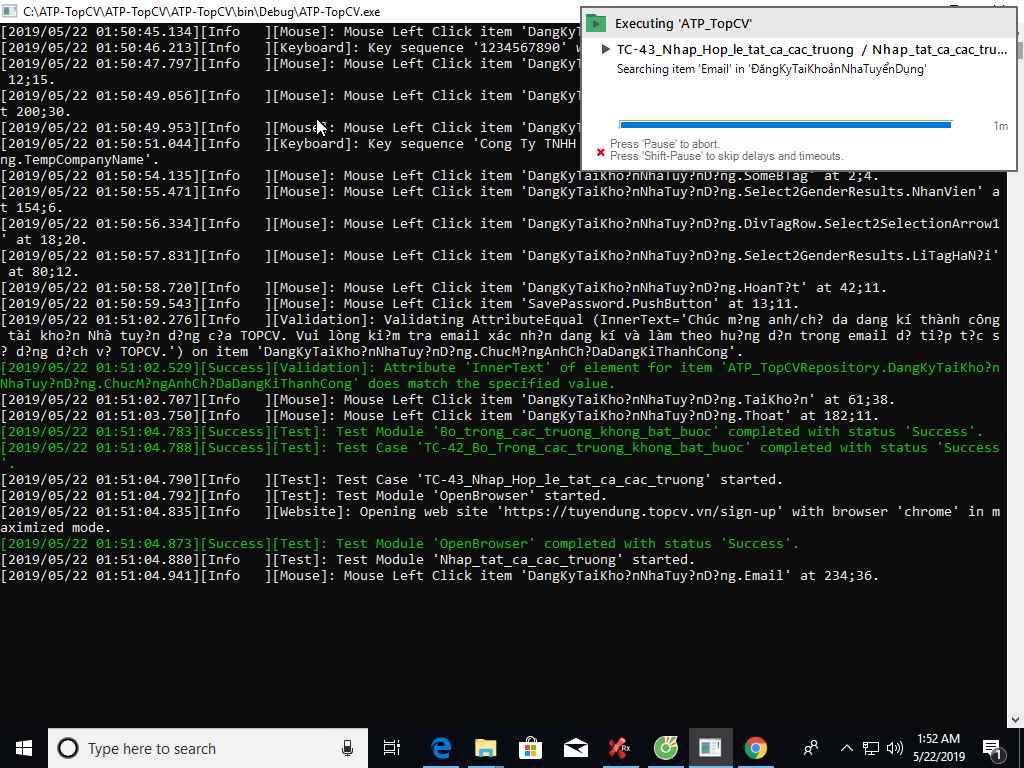 C:\ATP-TopCV\ATP-TopCV\ATP-TopCV\bin\Debug\ATP-TopCV.exe
[2019/05/22 01:50:45.134][Info   ][Mouse]: Mouse Left Click item 'DangKyT
[2019/05/22 01:50:46.213][Info   ][Keyboard]: Key sequence '1234567890' w
[2019/05/22 01:50:47.797][Info   ][Mouse]: Mouse Left Click item 'DangKyT
 12;15.
[2019/05/22 01:50:49.056][Info   ][Mouse]: Mouse Left Click item 'DangKyT
t 200;30.
[2019/05/22 01:50:49.953][Info   ][Mouse]: Mouse Left Click item 'DangKyT
[2019/05/22 01:50:51.044][Info   ][Keyboard]: Key sequence 'Cong Ty TNHH
ng.TempCompanyName'.
[2019/05/22 01:50:54.135][Info   ][Mouse]: Mouse Left Click item 'DangKyTaiKho?nNhaTuy?nD?ng.SomeBTag' at 2;4.
[2019/05/22 01:50:55.471][Info   ][Mouse]: Mouse Left Click item 'DangKyTaiKho?nNhaTuy?nD?ng.Select2GenderResults.NhanVien' a
t 154;6.
[2019/05/22 01:50:56.334][Info   ][Mouse]: Mouse Left Click item 'DangKyTaiKho?nNhaTuy?nD?ng.DivTagRow.Select2SelectionArrow1
' at 18;20.
[2019/05/22 01:50:57.831][Info   ][Mouse]: Mouse Left Click item 'DangKyTaiKho?nNhaTuy?nD?ng.Select2GenderResults.LiTagHaN?i'
 at 80;12.
[2019/05/22 01:50:58.720][Info   ][Mouse]: Mouse Left Click item 'DangKyTaiKho?nNhaTuy?nD?ng.HoanT?t' at 42;11.
[2019/05/22 01:50:59.543][Info   ][Mouse]: Mouse Left Click item 'SavePassword.PushButton' at 13;11.
[2019/05/22 01:51:02.276][Info   ][Validation]: Validating AttributeEqual (InnerText='Chúc m?ng anh/ch? da dang kí thành công
 tài kho?n Nhà tuy?n d?ng c?a TOPCV. Vui lòng ki?m tra email xác nh?n dang kí và làm theo hu?ng d?n trong email d? ti?p t?c s
? d?ng d?ch v? TOPCV.') on item 'DangKyTaiKho?nNhaTuy?nD?ng.ChucM?ngAnhCh?DaDangKiThanhCong'.
[2019/05/22 01:51:02.529][Success][Validation]: Attribute 'InnerText' of element for item 'ATP_TopCVRepository.DangKyTaiKho?n
NhaTuy?nD?ng.ChucM?ngAnhCh?DaDangKiThanhCong' does match the specified value.
[2019/05/22 01:51:02.707][Info   ][Mouse]: Mouse Left Click item 'DangKyTaiKho?nNhaTuy?nD?ng.TaiKho?n' at 61;38.
[2019/05/22 01:51:03.750][Info   ][Mouse]: Mouse Left Click item 'DangKyTaiKho?nNhaTuy?nD?ng.Thoat' at 182;11.
[2019/05/22 01:51:04.783][Success][Test]: Test Module 'Bo_trong_cac_truong_khong_bat_buoc' completed with status 'Success'.
[2019/05/22 01:51:04.788][Success][Test]: Test Case 'TC-42_Bo_Trong_cac_truong_khong_bat_buoc' completed with status 'Success
'.
[2019/05/22 01:51:04.790][Info   ][Test]: Test Case 'TC-43_Nhap_Hop_le_tat_ca_cac_truong' started.
[2019/05/22 01:51:04.792][Info   ][Test]: Test Module 'OpenBrowser' started.
[2019/05/22 01:51:04.835][Info   ][Website]: Opening web site 'https://tuyendung.topcv.vn/sign-up' with browser 'chrome' in m
aximized mode.
[2019/05/22 01:51:04.873][Success][Test]: Test Module 'OpenBrowser' completed with status 'Success'.
[2019/05/22 01:51:04.880][Info   ][Test]: Test Module 'Nhap_tat_ca_cac_truong' started.
[2019/05/22 01:51:04.941][Info   ][Mouse]: Mouse Left Click item 'DangKyTaiKho?nNhaTuy?nD?ng.Email' at 234;36.
Executing 'ATP_TopCV'
TC-43_Nhap_Hop_le_tat_ca_cac_truong / Nhap_tat_ca_cac_tru...
Searching item 'Email' in 'ĐăngKyTaiKhoảnNhaTuyểnDụng'
1m
Press 'Pause' to abort.
Press 'Shift-Pause' to skip delays and timeouts.
Type here to search
Rx
1:52 AM
5/22/2019
1